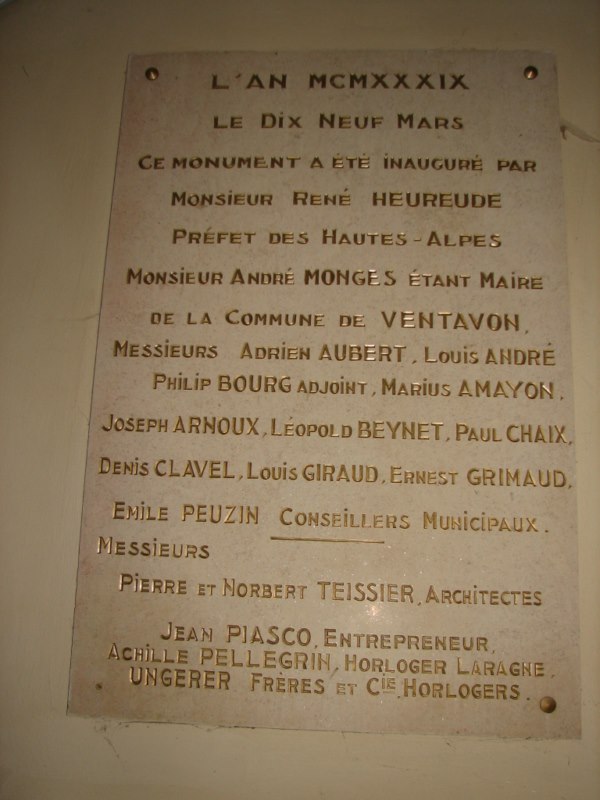 L'AN MCMXXXIX
LE DIX NEUF MARS
CE MONUMENT A ÉTÉ INAUGURÉ PAR
MONSIEUR RENÉ HEUREUDE
PRÉFET DES HAUTES-ALPES
MONSIEUR ANDRÉ MONGES ÉTANT MAIRE
DE LA COMMUNE DE VENTAVON,
MESSIEURS ADRIEN AUBERT, LOUIS ANDRÉ
PHILIP BOURG ADJOINT, MARIUS AMAYON,
JOSEPH ARNOUX, LÉOPOLD BEYNET, PAUL CHAIX,
DENIS CLAVEL, LOUIS GIRAUD, ERNEST GRIMAUD,
EMILE PEUZIN CONSEILLERS MUNICIPAUX.
MESSIEURS
PIERRE ET NORBERT TEISSIER, ARCHITECTES
JEAN PIASCO, ENTREPRENEUR,
ACHILLE PELLEGRIN, HORLOGER LARAGNE,
UNGERER FRÈRES ET CIE, HORLOGERS.